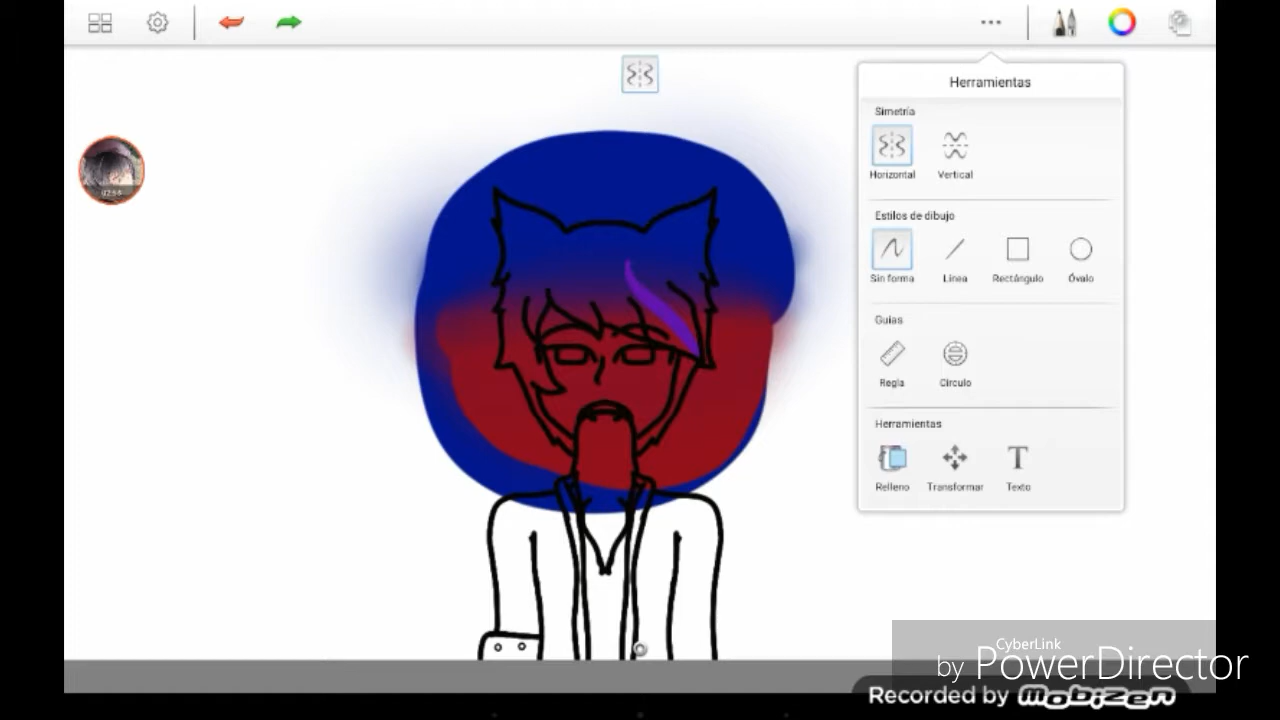 Herramientas
Simetría
Horizontal Vertical
Estilos de dibujo
Sin forma Línea Rectángulo Óvalo
Guías
Regla Círculo
Herramientas
Relleno Transformar Texto
CyberLink
by PowerDirector
Recorded by mobizen